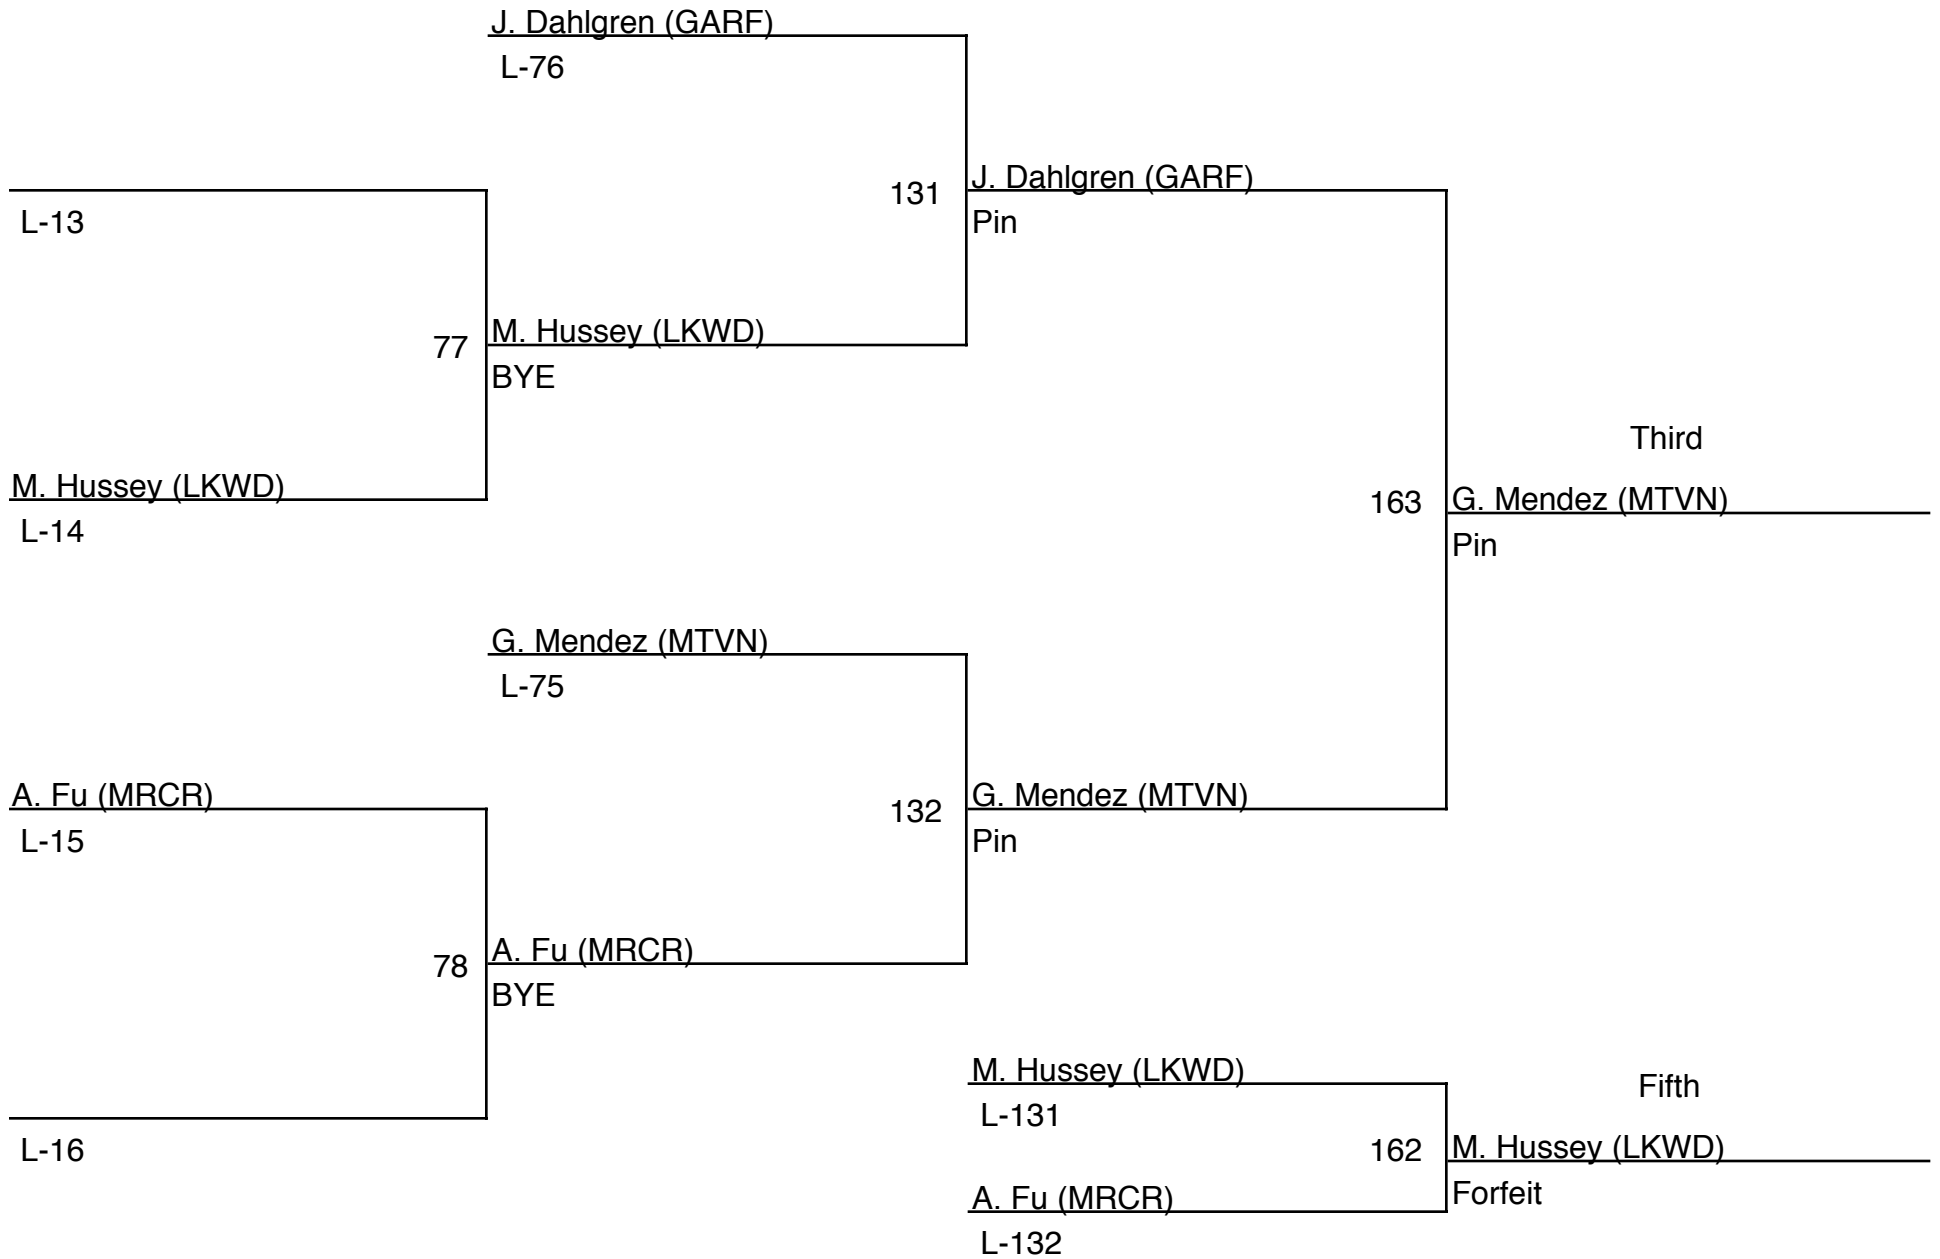 J. Dahlgren (GARF)
L-76
131
J. Dahlgren (GARF)
Pin
L-13
77
M. Hussey (LKWD)
BYE
Third
M. Hussey (LKWD)
L-14
163
G. Mendez (MTVN)
Pin
G. Mendez (MTVN)
L-75
A. Fu (MRCR)
L-15
132
G. Mendez (MTVN)
Pin
78
A. Fu (MRCR)
BYE
M. Hussey (LKWD)
L-131
Fifth
L-16
162
M. Hussey (LKWD)
Forfeit
A. Fu (MRCR)
L-132